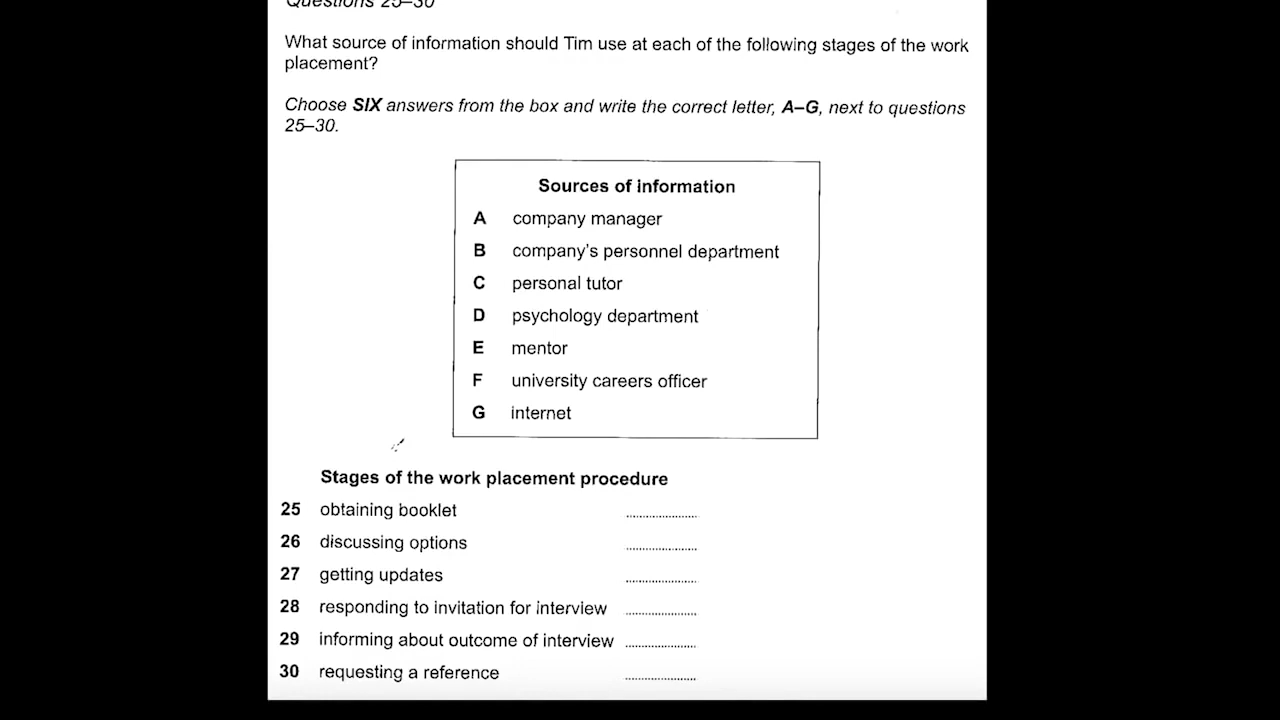 Questions 25–30
What source of information should Tim use at each of the following stages of the work
placement?
Choose SIX answers from the box and write the correct letter, A–G, next to questions
25–30.
Sources of information
A company manager
B company's personnel department
C personal tutor
D psychology department
E mentor
F university careers officer
G internet
Stages of the work placement procedure
25 obtaining booklet ........................
26 discussing options ........................
27 getting updates ........................
28 responding to invitation for interview ........................
29 informing about outcome of interview ........................
30 requesting a reference ........................